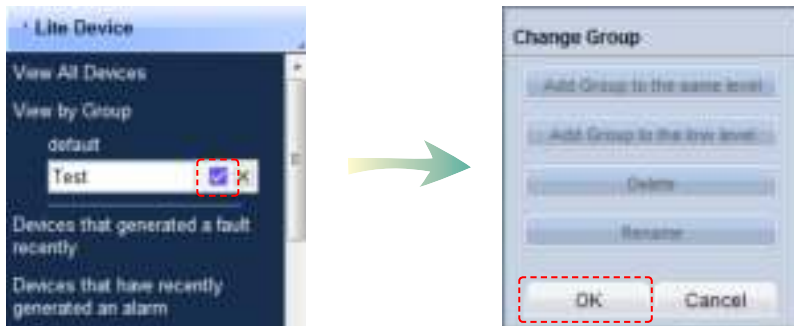 Lite Device
View All Devices
View by Group
default
Test
Devices that generated a fault
recently
Devices that have recently
generated an alarm
Change Group
Add Group to the same level
Add Group to the low level
Delete
Rename
OK
Cancel